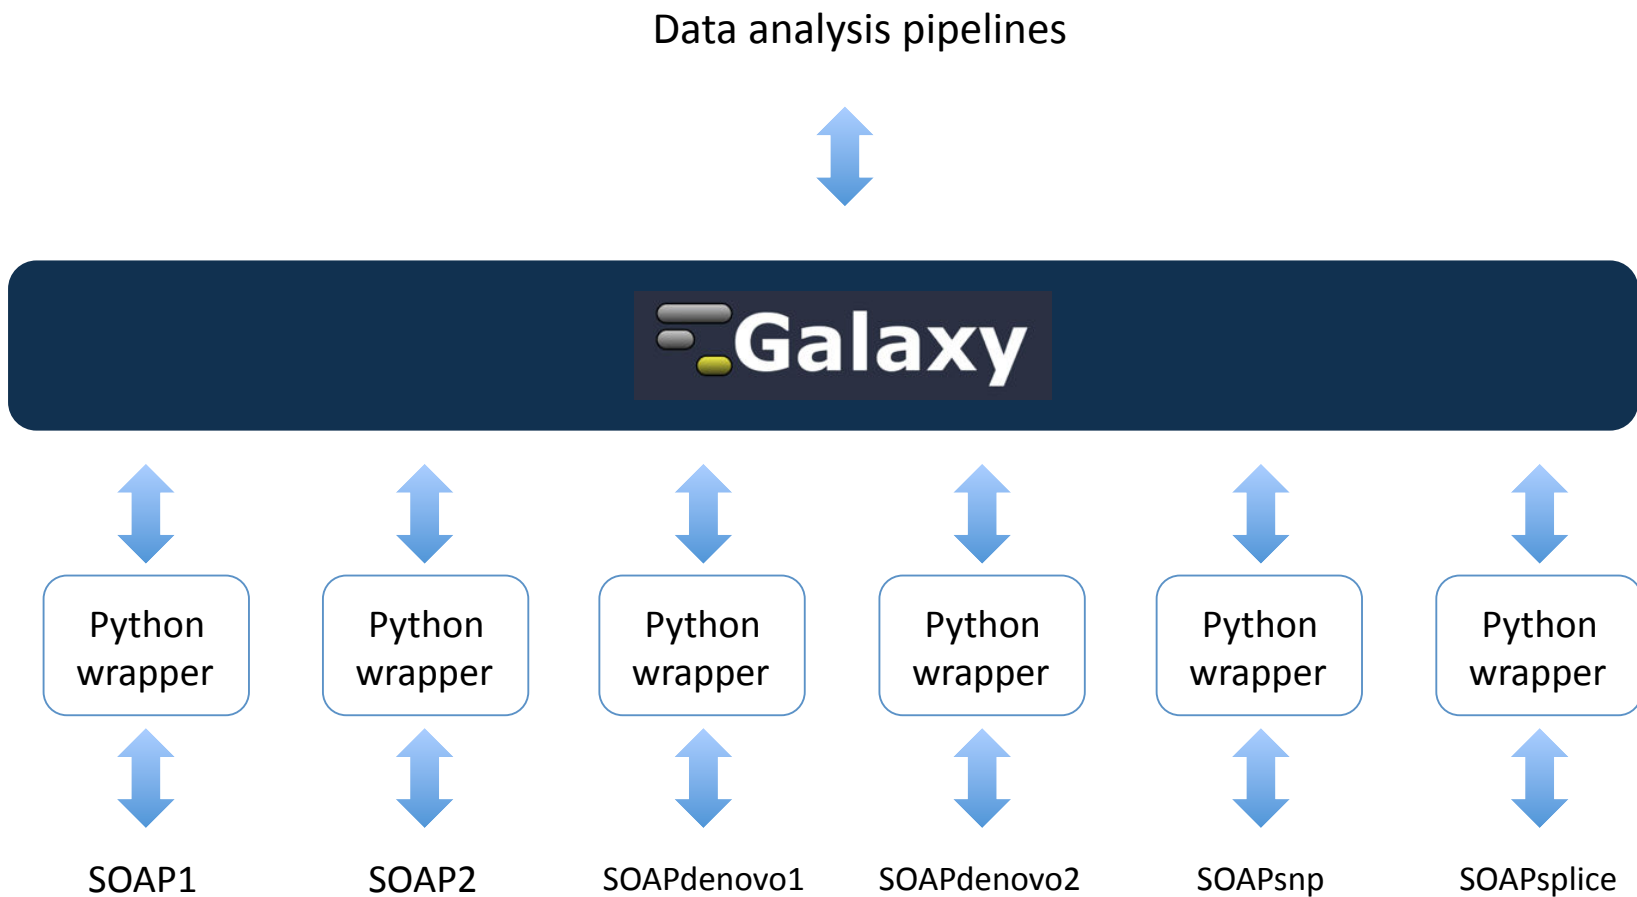 Data analysis pipelines
Galaxy
Python Python Python Python Python Python
wrapper wrapper wrapper wrapper wrapper wrapper
SOAP1 SOAP2 SOAPdenovo1 SOAPdenovo2 SOAPsnp SOAPsplice